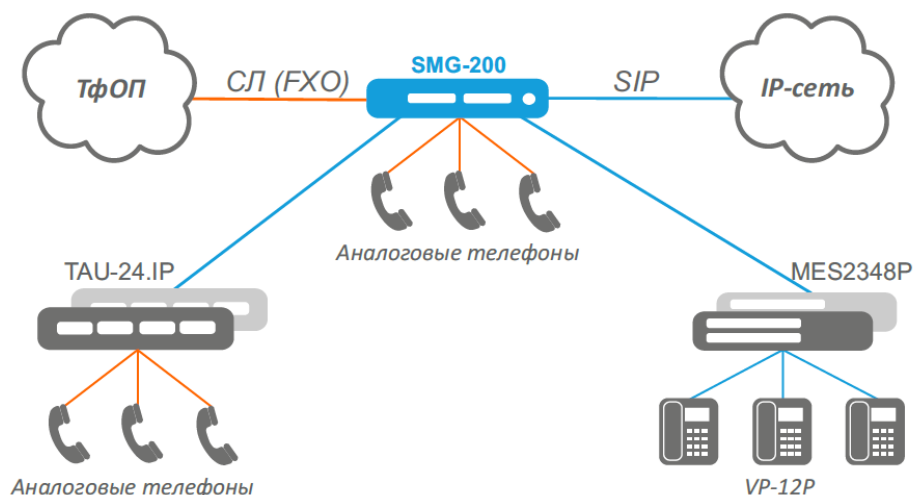 SMG-200
ТфОП
СЛ (FXO)
SIP
IP-сеть
Аналоговые телефоны
TAU-24.IP
MES2348P
Аналоговые телефоны
VP-12P